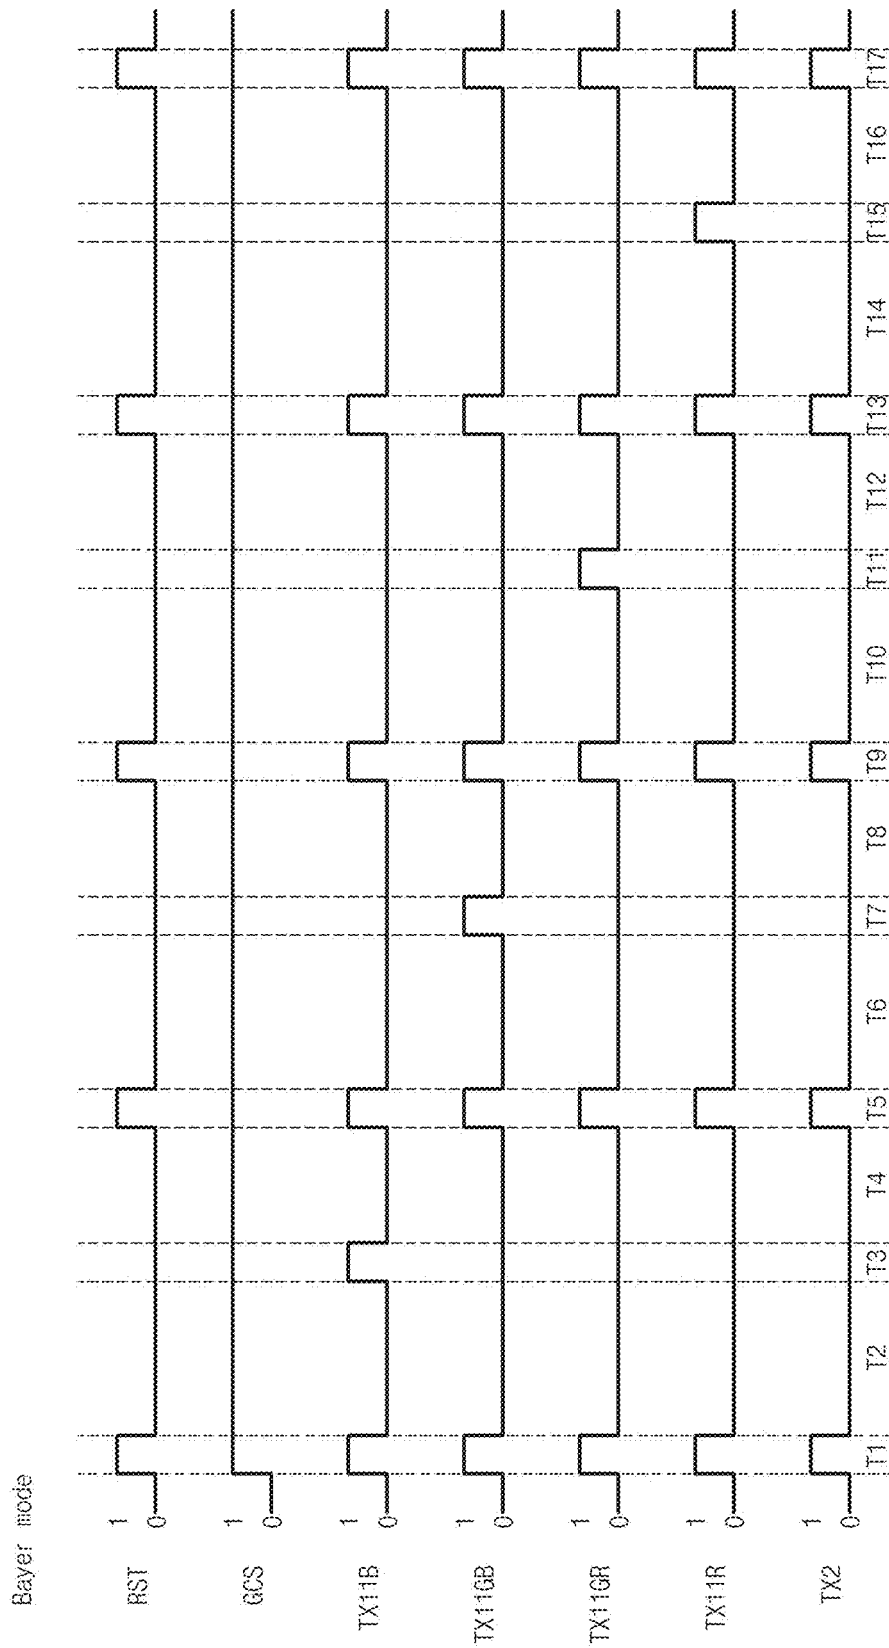 Bayer mode
RST 1 0
GCS 1 0
TX11B 1 0
TX11GB 1 0
TX11GR 1 0
TX11R 1 0
TX2 1 0
T1 T2 T3 T4 T5 T6 T7 T8 T9 T10 T11 T12 T13 T14 T15 T16 T17